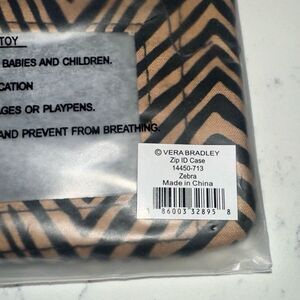 TOY
BABIES AND CHILDREN.
CATION
AGES OR PLAYPENS.
AND PREVENT FROM BREATHING.
© VERA BRADLEY
Zip ID Case
14450-713
Zebra
Made in China
1 86003 32895 8